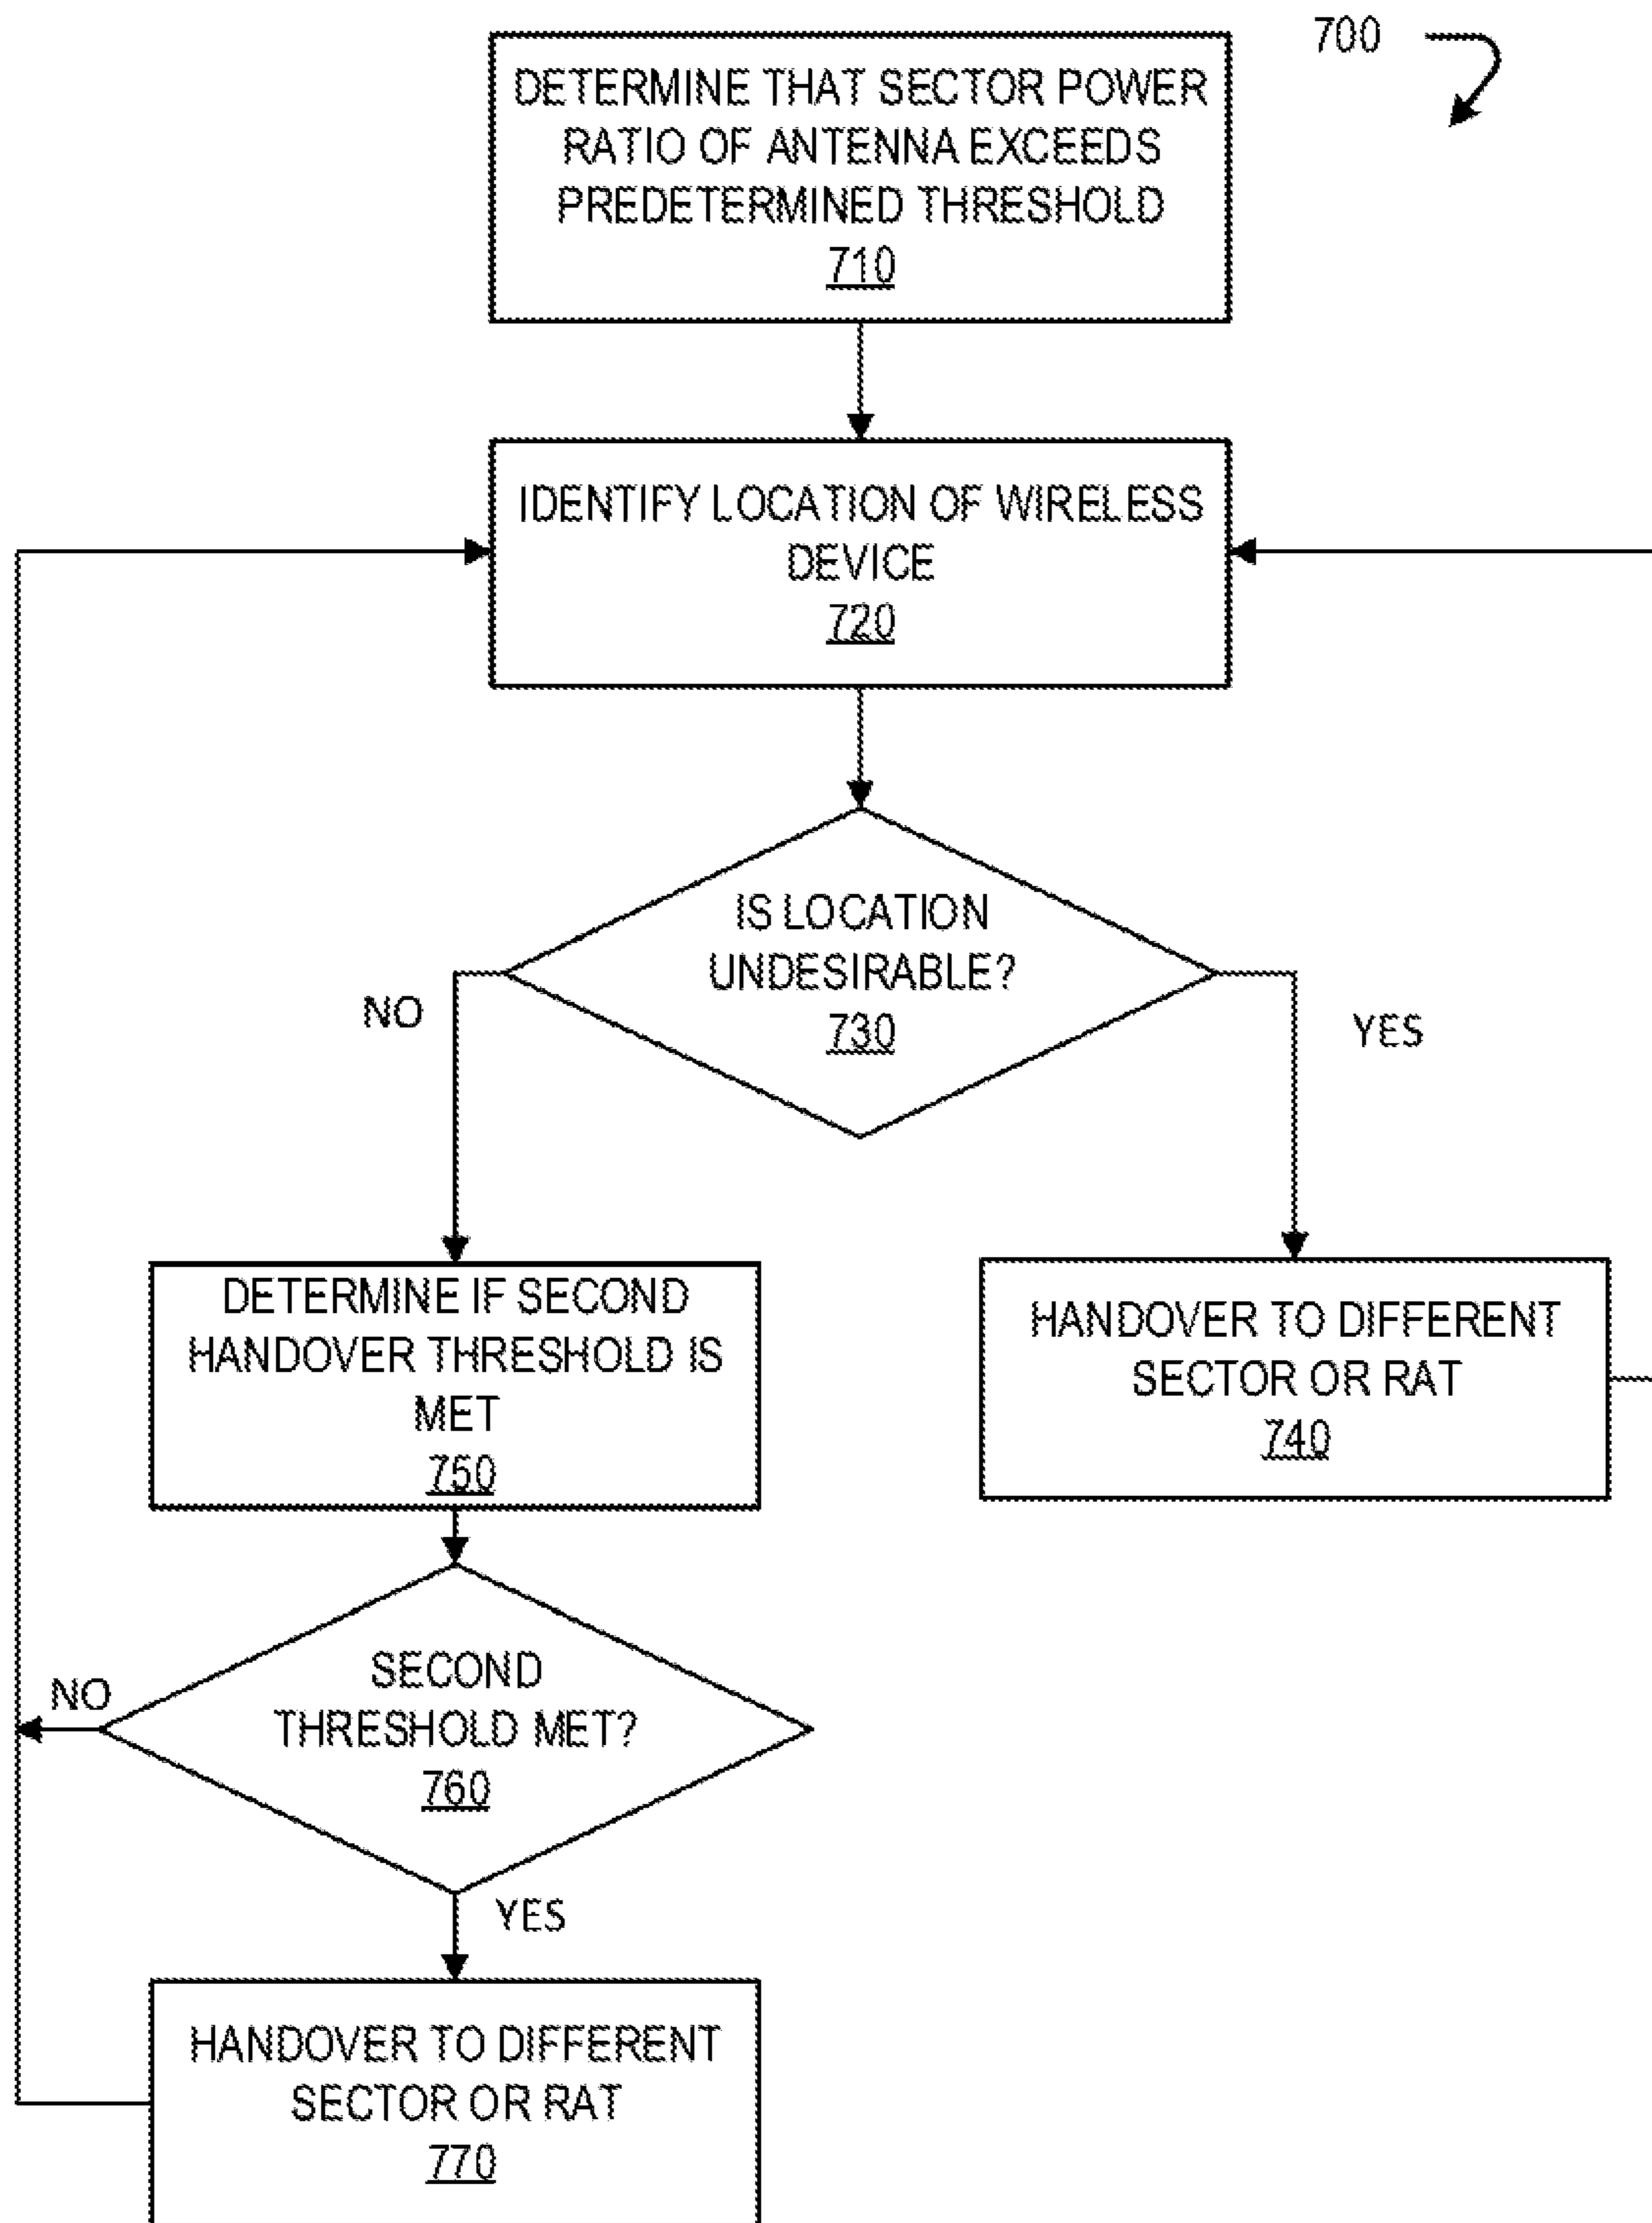 700
DETERMINE THAT SECTOR POWER
RATIO OF ANTENNA EXCEEDS
PREDETERMINED THRESHOLD
710
IDENTIFY LOCATION OF WIRELESS
DEVICE
720
IS LOCATION
UNDESIRABLE?
730
NO
YES
DETERMINE IF SECOND
HANDOVER THRESHOLD IS
MET
750
HANDOVER TO DIFFERENT
SECTOR OR RAT
740
SECOND
THRESHOLD MET?
760
NO
YES
HANDOVER TO DIFFERENT
SECTOR OR RAT
770